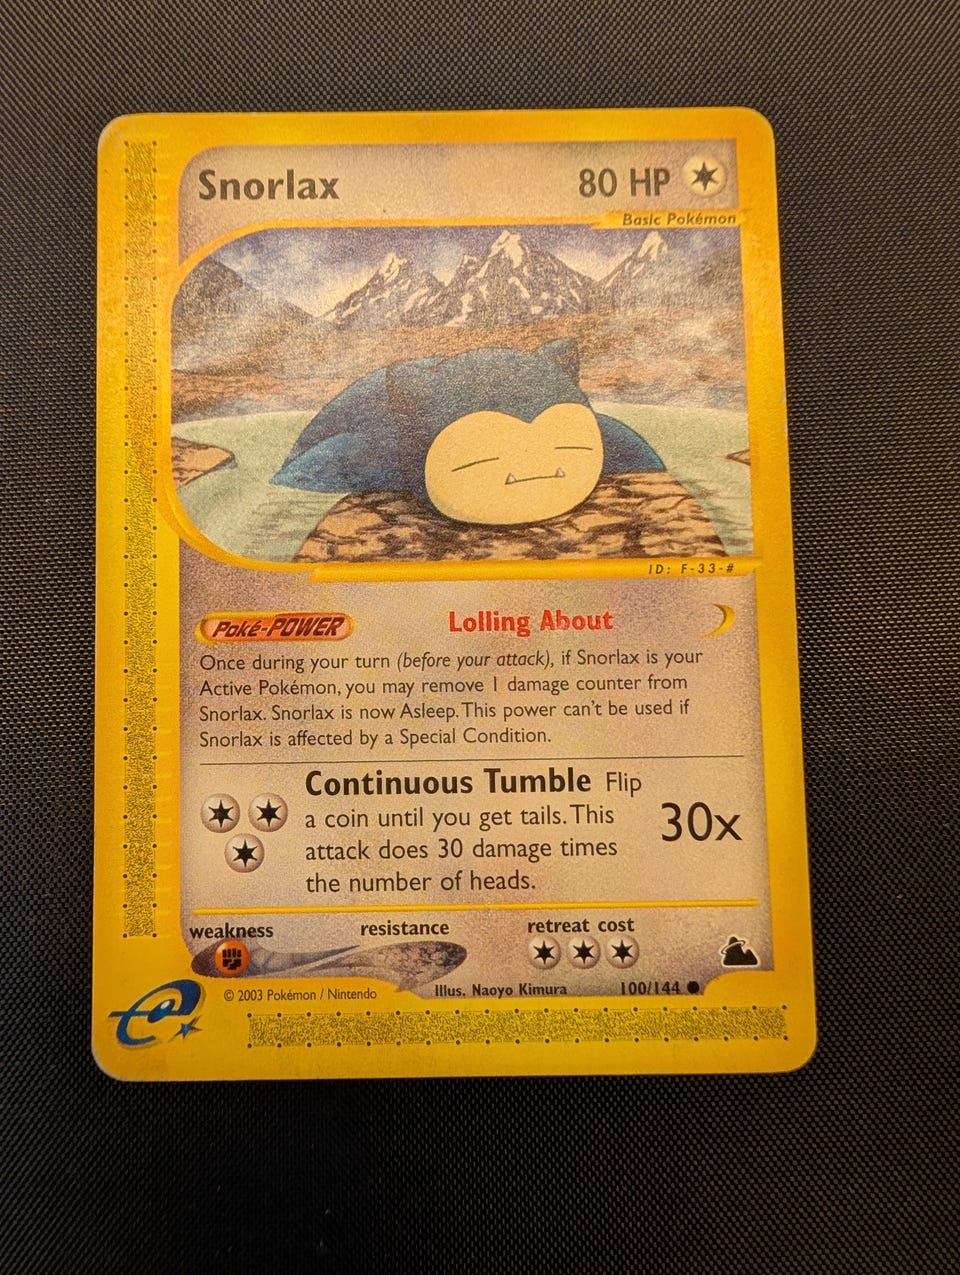 Snorlax 80 HP
Basic Pokémon
ID: F-33-#
Poké-POWER Lolling About
Once during your turn (before your attack), if Snorlax is your
Active Pokémon, you may remove 1 damage counter from
Snorlax. Snorlax is now Asleep. This power can't be used if
Snorlax is affected by a Special Condition.
Continuous Tumble Flip
a coin until you get tails. This
attack does 30 damage times
the number of heads.
30x
weakness resistance retreat cost
© 2003 Pokémon / Nintendo Illus. Naoyo Kimura 100/144
e